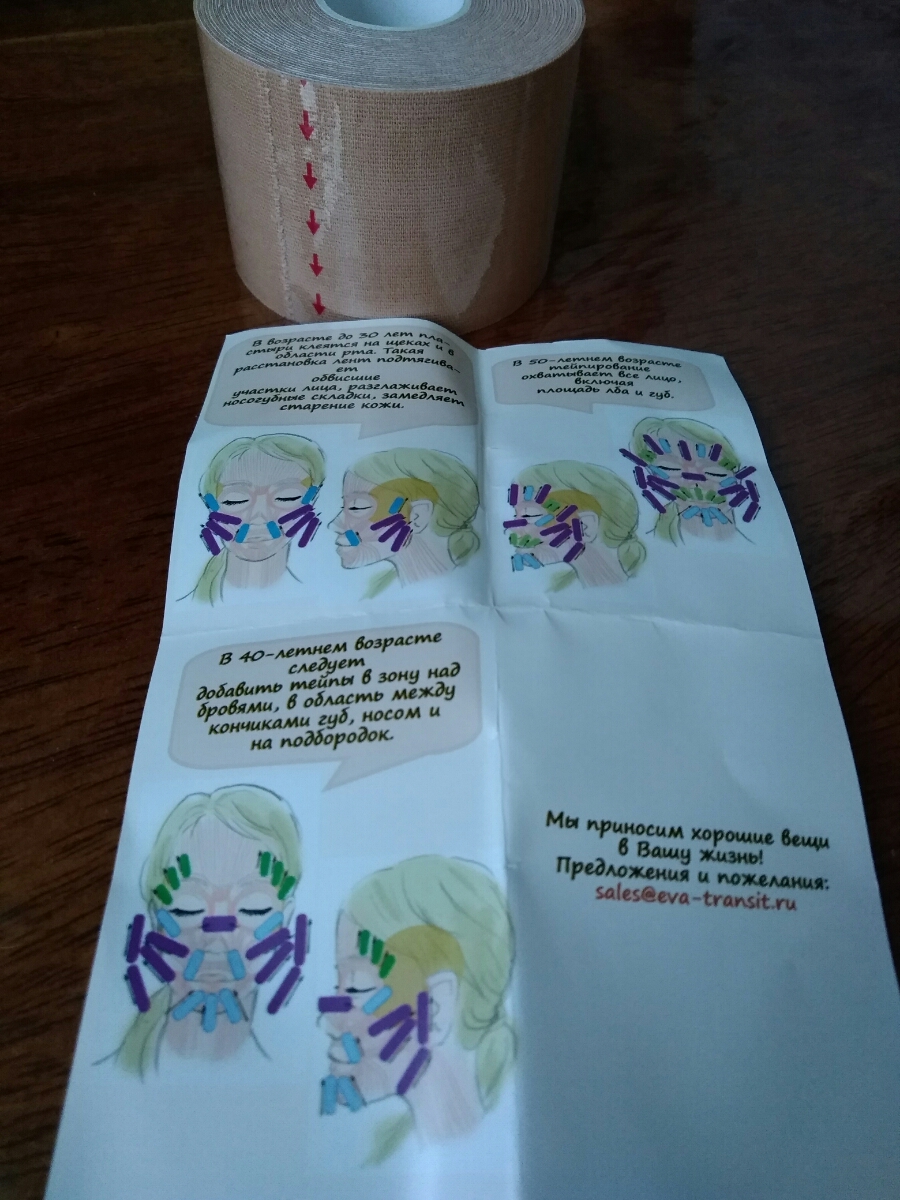 В возрасте до 30 лет пла-
стыри клеятся на щеках и в
области рта. Такая
расстановка лент подтягива-
ет
обвисшие
участки лица, разглаживает
носогубные складки, замедляет
старение кожи.
В 50-летнем возрасте
тейпирование
охватывает все лицо,
включая
площадь лба и губ.
В 40-летнем возрасте
следует
добавить тейпы в зону над
бровями, в область между
кончиками губ, носом и
на подбородок.
Мы приносим хорошие вещи
в Вашу жизнь!
Предложения и пожелания:
sales@eva-transit.ru